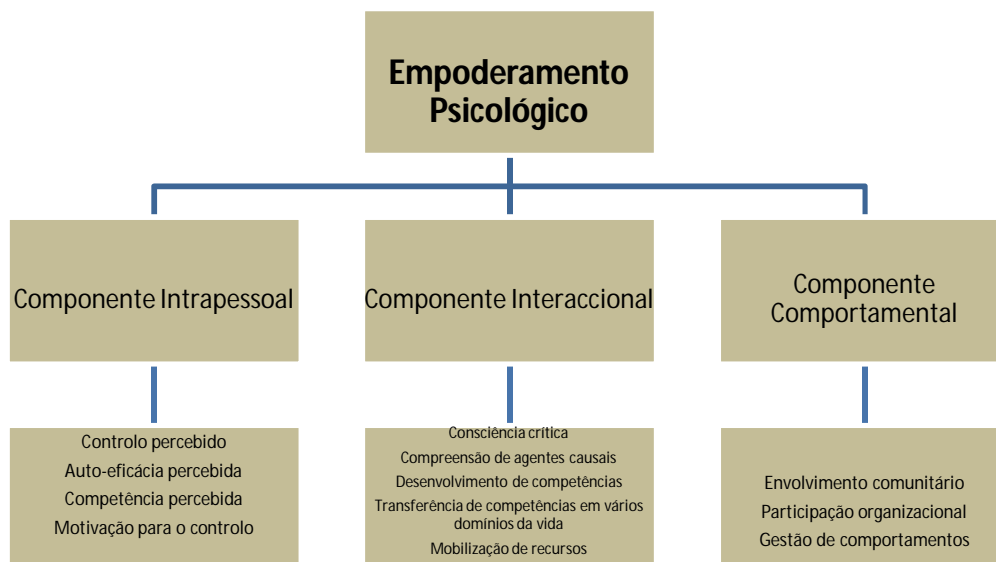 Empoderamento
Psicológico
Componente Intrapessoal
Componente Interaccional
Componente
Comportamental
Controlo percebido
Auto-eficácia percebida
Competência percebida
Motivação para o controlo
Consciência crítica
Compreensão de agentes causais
Desenvolvimento de competências
Transferência de competências em vários
domínios da vida
Mobilização de recursos
Envolvimento comunitário
Participação organizacional
Gestão de comportamentos